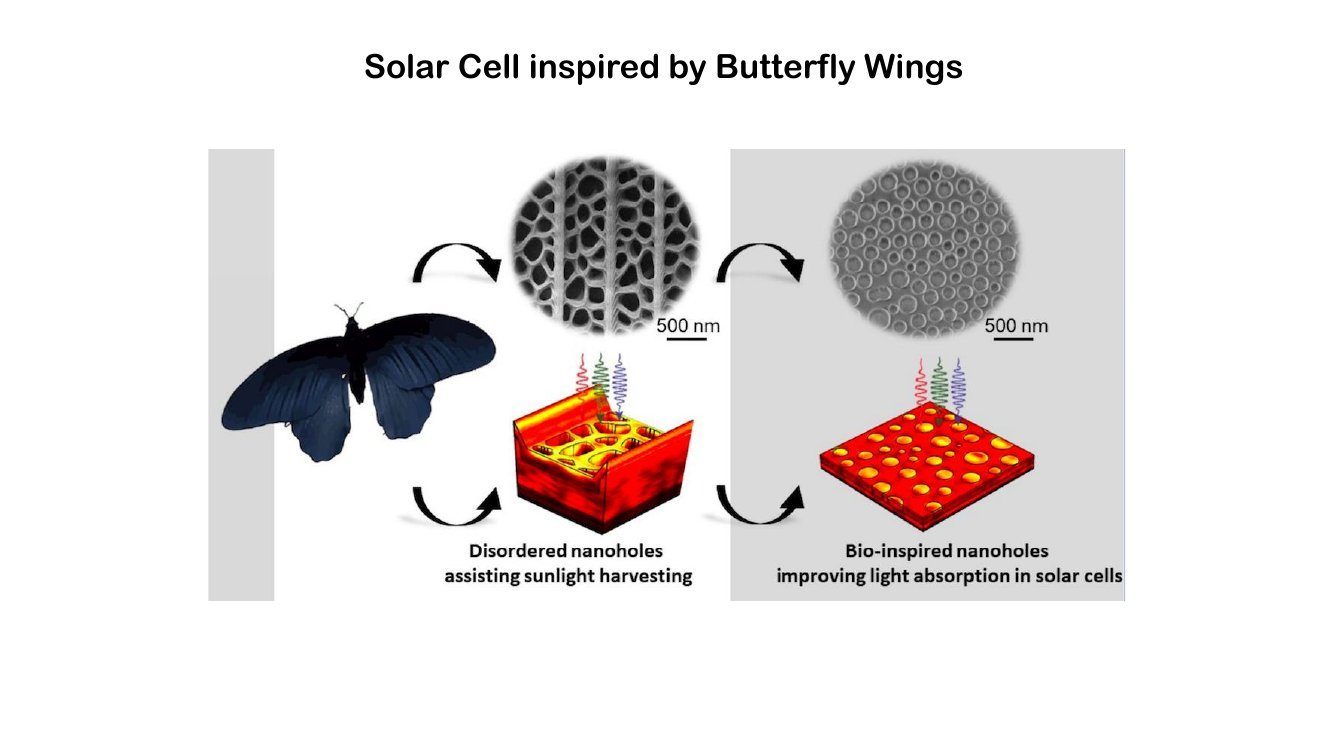 Solar Cell inspired by Butterfly Wings
500 nm
500 nm
Disordered nanoholes
assisting sunlight harvesting
Bio-inspired nanoholes
improving light absorption in solar cells